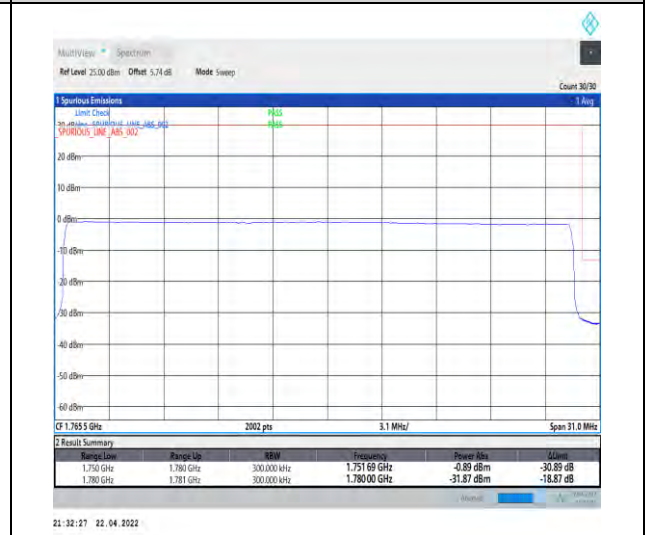 MultiView Spectrum
Ref Level 25.00 dBm Offset 5.74 dB Mode Sweep
Count 30/30
1 Spurious Emissions 1 Avg
Limit Check PASS
SPURIOUS_LINE_ABS_002 PASS
20 dBm
10 dBm
0 dBm
-10 dBm
-20 dBm
-30 dBm
-40 dBm
-50 dBm
-60 dBm
CF 1.765 5 GHz 2002 pts 3.1 MHz/ Span 31.0 MHz
2 Result Summary
Range Low Range Up RBW Frequency Power Abs ΔLimit
1.750 GHz 1.780 GHz 300.000 kHz 1.751 69 GHz -0.89 dBm -30.89 dB
1.780 GHz 1.781 GHz 300.000 kHz 1.780 00 GHz -31.87 dBm -18.87 dB
21:32:27 22.04.2022